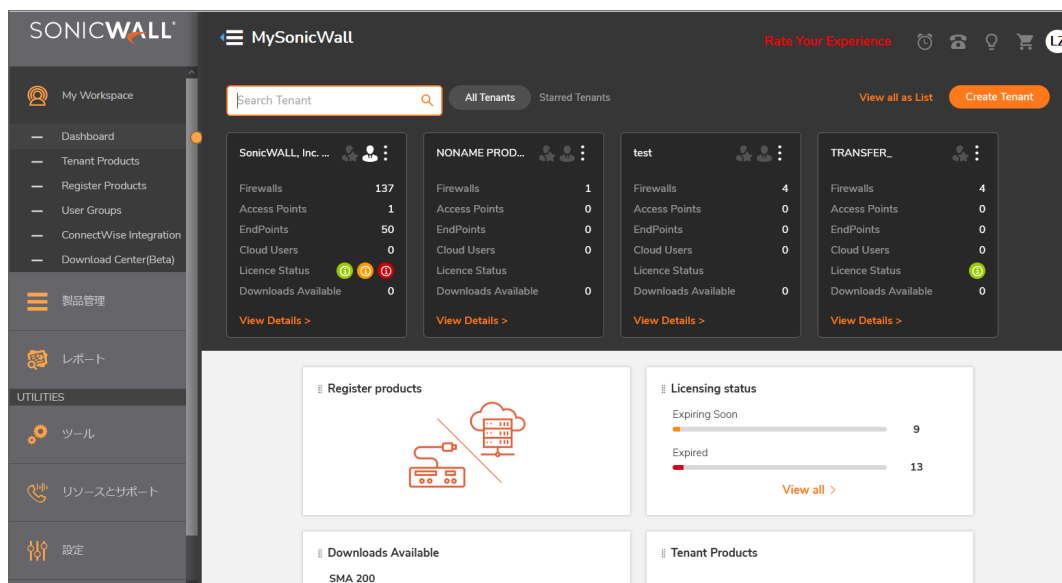 SONICWALL
MySonicWall
Rate Your Experience
LZ
My Workspace
Dashboard
Tenant Products
Register Products
User Groups
ConnectWise Integration
Download Center(Beta)
製品管理
レポート
UTILITIES
ツール
リソースとサポート
設定
Search Tenant
All Tenants
Starred Tenants
View all as List
Create Tenant
SonicWALL, Inc. ...
Firewalls 137
Access Points 1
EndPoints 50
Cloud Users 0
Licence Status
Downloads Available 0
View Details >
NONAME PROD...
Firewalls 1
Access Points 0
EndPoints 0
Cloud Users 0
Licence Status
Downloads Available 0
View Details >
test
Firewalls 4
Access Points 0
EndPoints 0
Cloud Users 0
Licence Status
Downloads Available 0
View Details >
TRANSFER_
Firewalls 4
Access Points 0
EndPoints 0
Cloud Users 0
Licence Status
Downloads Available 0
View Details >
Register products
Licensing status
Expiring Soon
9
Expired
13
View all >
Downloads Available
SMA 200
Tenant Products